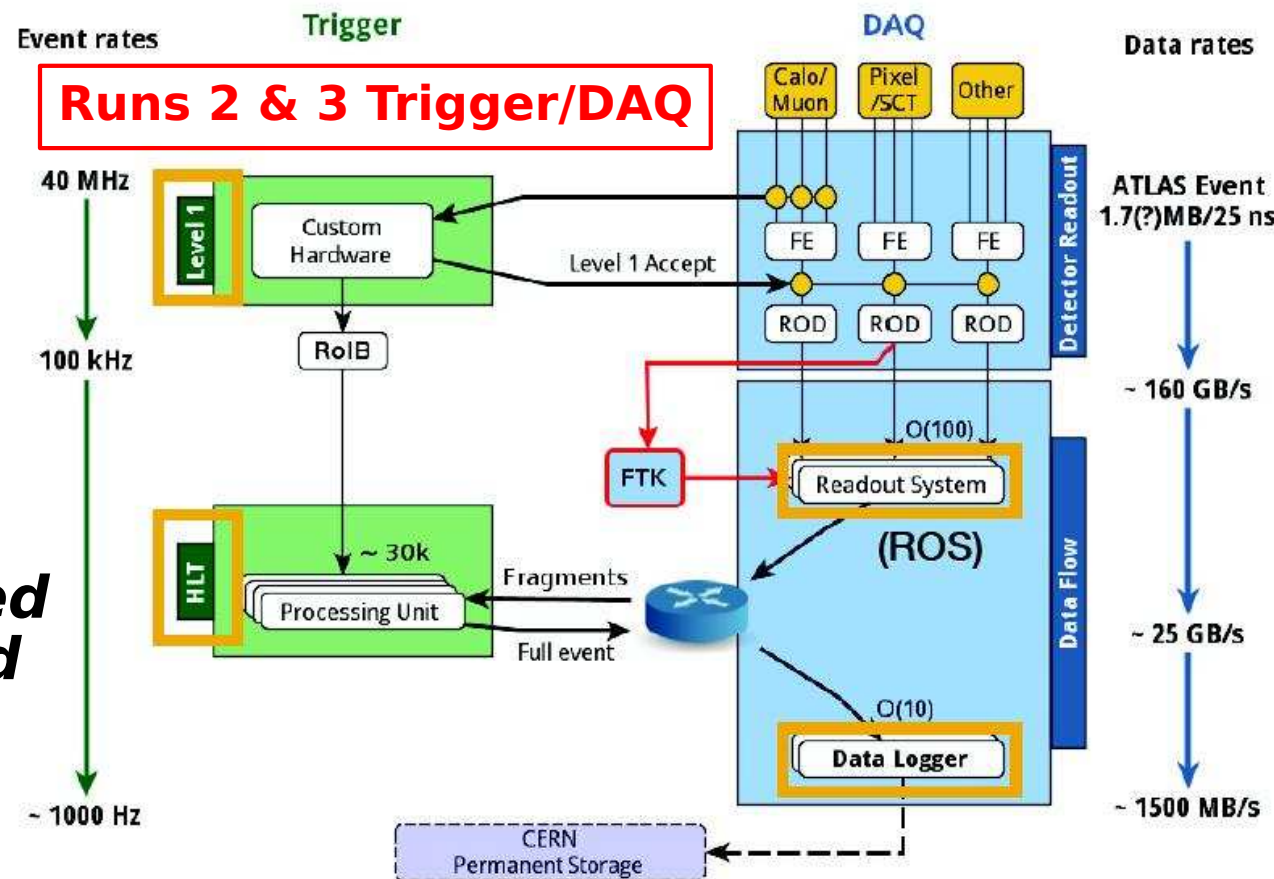 Event rates
Trigger
DAQ
Data rates
Runs 2 & 3 Trigger/DAQ
Calo/
Muon
Pixel
/SCT
Other
40 MHz
Level 1
Custom
Hardware
Level 1 Accept
FE
FE
FE
ROD
ROD
ROD
Detector Readout
ATLAS Event
1.7(?)MB/25 ns
100 kHz
RoIB
~ 160 GB/s
FTK
O(100)
Readout System
(ROS)
HLT
~ 30k
Processing Unit
Fragments
Full event
Data Flow
~ 25 GB/s
O(10)
Data Logger
~ 1000 Hz
~ 1500 MB/s
CERN
Permanent Storage